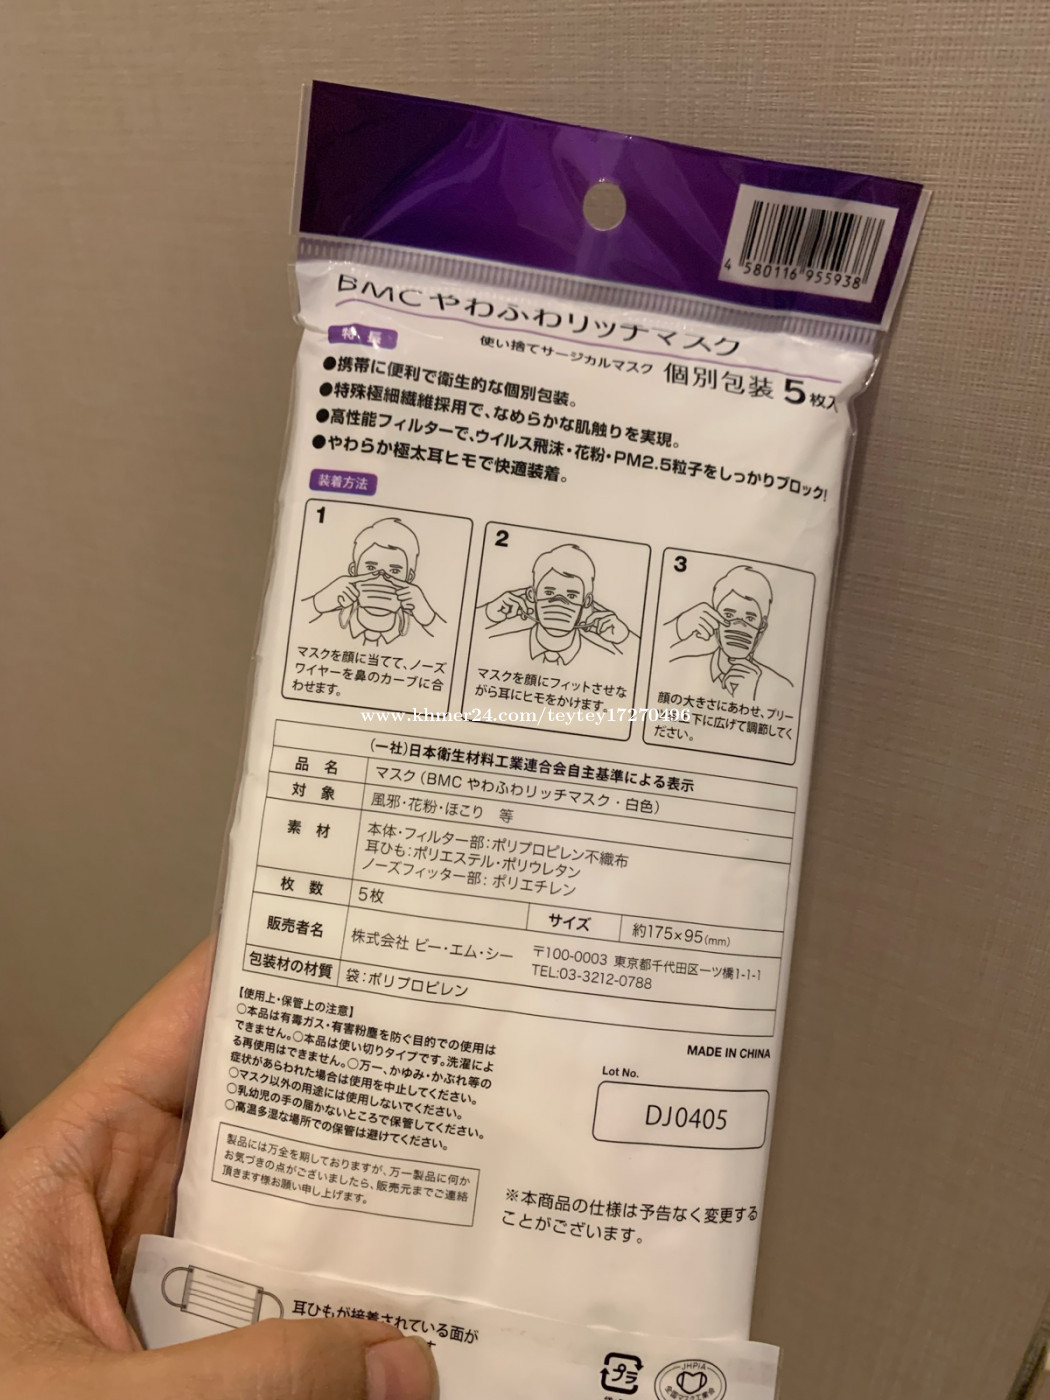 4 580116 955938
BMCやわふわリッチマスク
特長
使い捨てサージカルマスク 個別包装 5枚入
●携帯に便利で衛生的な個別包装。
●特殊極細繊維採用で、なめらかな肌触りを実現。
●高性能フィルターで、ウイルス飛沫・花粉・PM2.5粒子をしっかりブロック!
●やわらか極太耳ヒモで快適装着。
装着方法
1
マスクを顔に当てて、ノーズ
ワイヤーを鼻のカーブに合
わせます。
2
マスクを顔にフィットさせな
がら耳にヒモをかけます。
3
顔の大きさにあわせ、プリー
下に広げて調節してく
ださい。
www.khmer24.com/teytey17270496
(一社)日本衛生材料工業連合会自主基準による表示
品名 マスク(BMC やわふわリッチマスク・白色)
対象 風邪・花粉・ほこり 等
素材 本体・フィルター部:ポリプロピレン不織布
耳ひも:ポリエステル・ポリウレタン
ノーズフィッター部:ポリエチレン
枚数 5枚 サイズ 約175×95(mm)
販売者名 株式会社 ビー・エム・シー 〒100-0003 東京都千代田区一ツ橋1-1-1
TEL:03-3212-0788
包装材の材質 袋:ポリプロピレン
【使用上・保管上の注意】
○本品は有毒ガス・有害粉塵を防ぐ目的での使用は
できません。○本品は使い切りタイプです。洗濯によ
る再使用はできません。○万一、かゆみ・かぶれ等の
症状があらわれた場合は使用を中止してください。
○マスク以外の用途には使用しないでください。
○乳幼児の手の届かないところで保管してください。
○高温多湿な場所での保管は避けてください。
MADE IN CHINA
Lot No.
DJ0405
製品には万全を期しておりますが、万一製品に何か
お気づきの点がございましたら、販売元までご連絡
頂きます様お願い申し上げます。
※本商品の仕様は予告なく変更する
ことがございます。
耳ひもが接着されている面が
プラ
JHPIA
全国マスク工業会